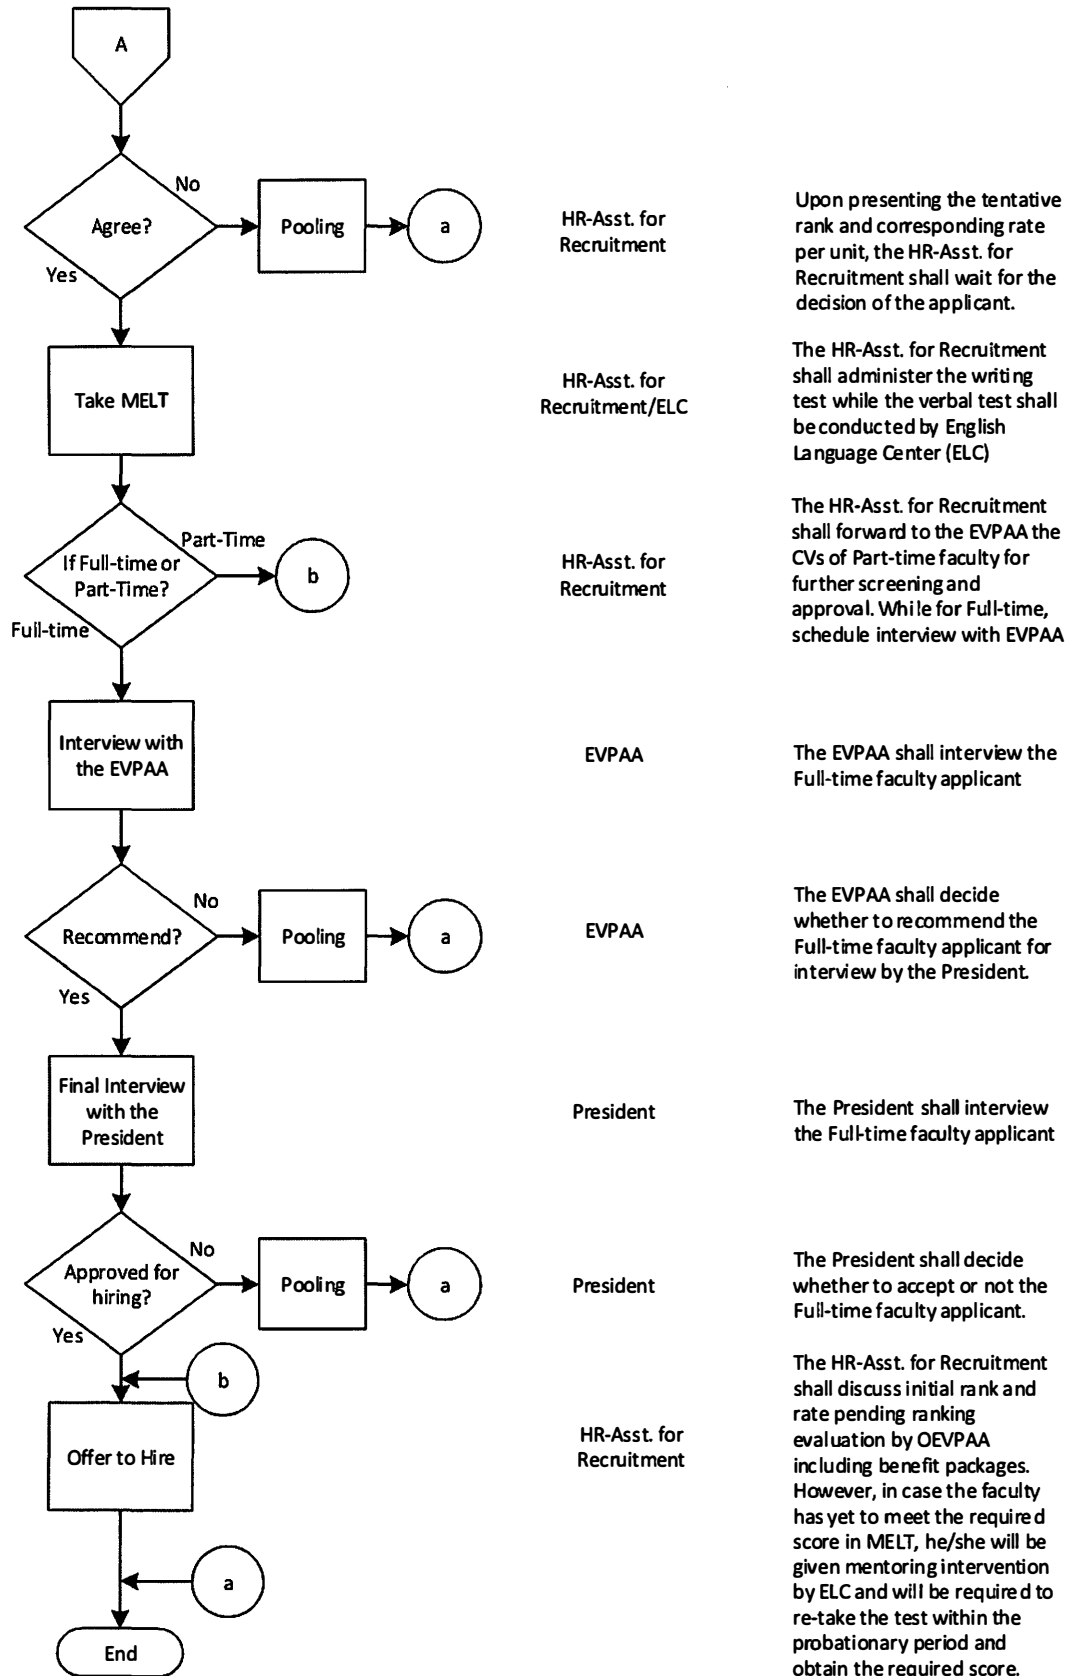 A
No
Agree?
Pooling
a
Yes
HR-Asst. for
Recruitment
Upon presenting the tentative
rank and corresponding rate
per unit, the HR-Asst. for
Recruitment shall wait for the
decision of the applicant.
Take MELT
HR-Asst. for
Recruitment/ELC
The HR-Asst. for Recruitment
shall administer the writing
test while the verbal test shall
be conducted by English
Language Center (ELC)
Part-Time
If Full-time or
Part-Time?
b
Full-time
HR-Asst. for
Recruitment
The HR-Asst. for Recruitment
shall forward to the EVPAA the
CVs of Part-time faculty for
further screening and
approval. While for Full-time,
schedule interview with EVPAA
Interview with
the EVPAA
EVPAA
The EVPAA shall interview the
Full-time faculty applicant
No
Recommend?
Pooling
a
Yes
EVPAA
The EVPAA shall decide
whether to recommend the
Full-time faculty applicant for
interview by the President.
Final Interview
with the
President
President
The President shall interview
the Full-time faculty applicant
No
Approved for
hiring?
Pooling
a
Yes
President
The President shall decide
whether to accept or not the
Full-time faculty applicant.
b
Offer to Hire
HR-Asst. for
Recruitment
The HR-Asst. for Recruitment
shall discuss initial rank and
rate pending ranking
evaluation by OEVPAA
including benefit packages.
However, in case the faculty
has yet to meet the required
score in MELT, he/she will be
given mentoring intervention
by ELC and will be required to
re-take the test within the
probationary period and
obtain the required score.
a
End